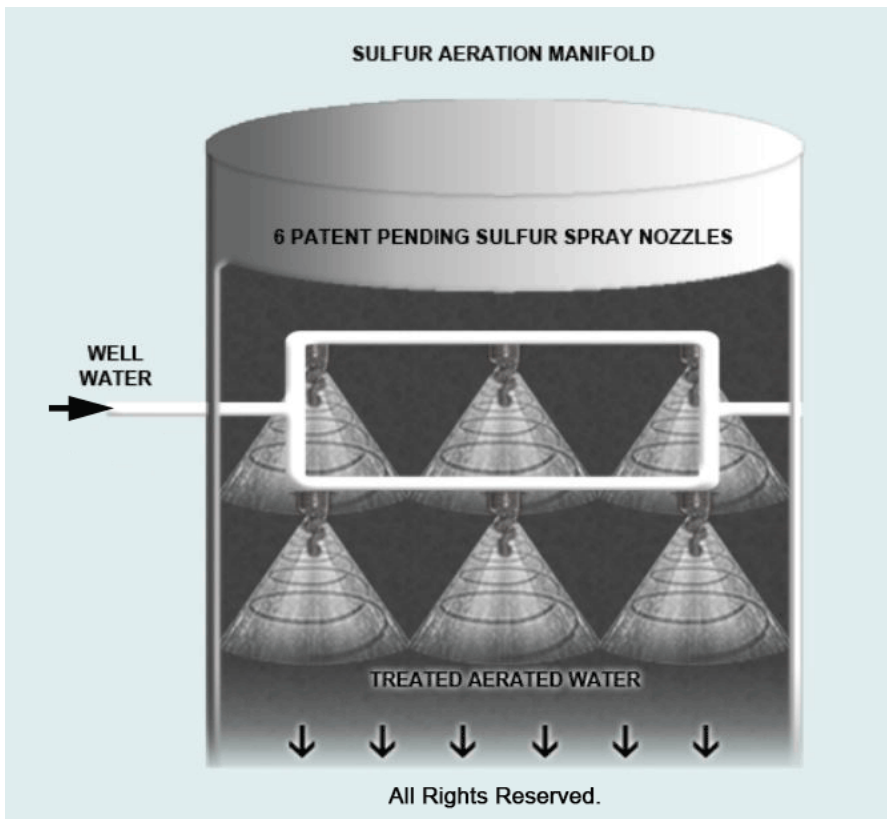 SULFUR AERATION MANIFOLD
6 PATENT PENDING SULFUR SPRAY NOZZLES
WELL
WATER
TREATED AERATED WATER
All Rights Reserved.